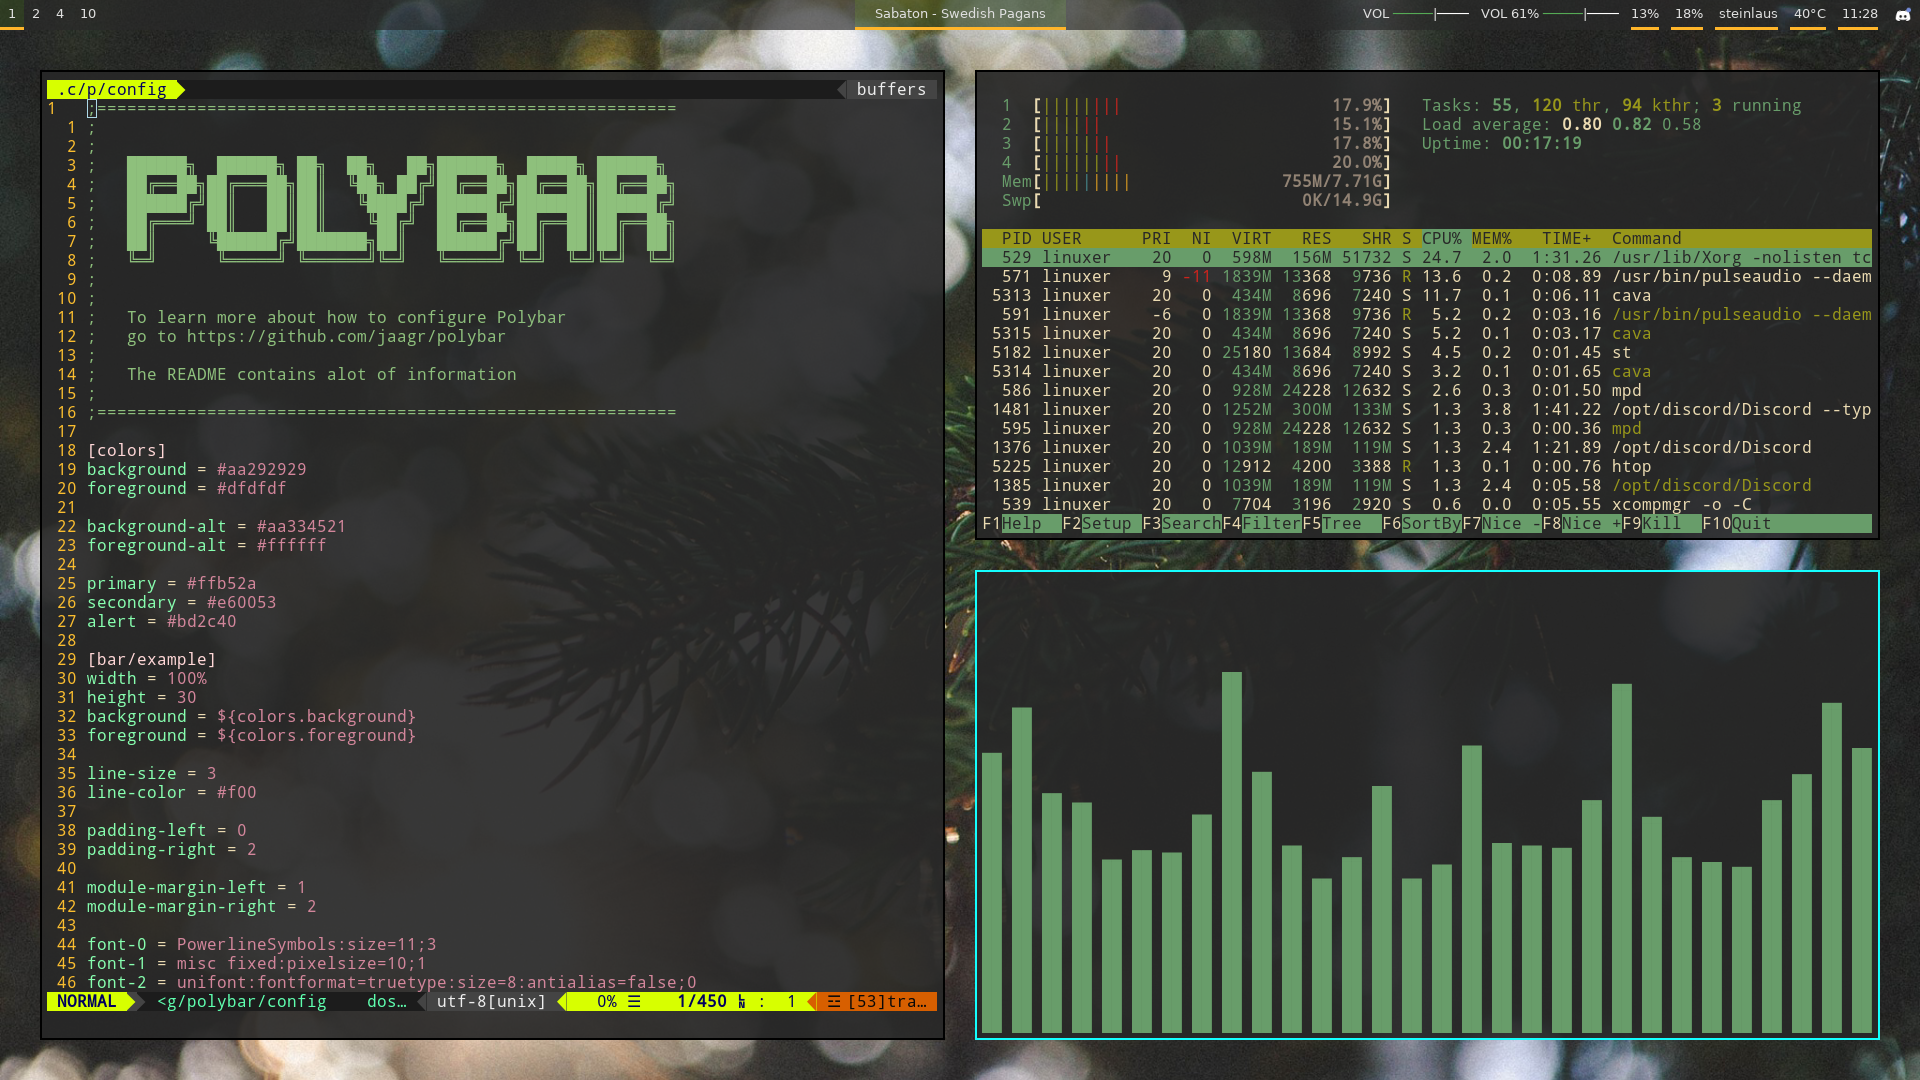 1 2 4 10 Sabaton - Swedish Pagans VOL VOL 61% 13% 18% steinlaus 40°C 11:28
.c/p/config buffers
1 ;==========================================================
1 ;
2 ;
3 ;
4 ;
5 ; POLYBAR
6 ;
7 ;
8 ;
9 ;
10 ;
11 ; To learn more about how to configure Polybar
12 ; go to https://github.com/jaagr/polybar
13 ;
14 ; The README contains alot of information
15 ;
16 ;==========================================================
17
18 [colors]
19 background = #aa292929
20 foreground = #dfdfdf
21
22 background-alt = #aa334521
23 foreground-alt = #ffffff
24
25 primary = #ffb52a
26 secondary = #e60053
27 alert = #bd2c40
28
29 [bar/example]
30 width = 100%
31 height = 30
32 background = ${colors.background}
33 foreground = ${colors.foreground}
34
35 line-size = 3
36 line-color = #f00
37
38 padding-left = 0
39 padding-right = 2
40
41 module-margin-left = 1
42 module-margin-right = 2
43
44 font-0 = PowerlineSymbols:size=11;3
45 font-1 = misc fixed:pixelsize=10;1
46 font-2 = unifont:fontformat=truetype:size=8:antialias=false;0
NORMAL <g/polybar/config dos… utf-8[unix] 0% ☰ 1/450 : 1 ☲ [53]tra…
1 [|||||||| 17.9%] Tasks: 55, 120 thr, 94 kthr; 3 running
2 [|||||| 15.1%] Load average: 0.80 0.82 0.58
3 [||||||| 17.8%] Uptime: 00:17:19
4 [|||||||| 20.0%]
Mem[||||||||| 755M/7.71G]
Swp[ 0K/14.9G]
PID USER PRI NI VIRT RES SHR S CPU% MEM% TIME+ Command
529 linuxer 20 0 598M 156M 51732 S 24.7 2.0 1:31.26 /usr/lib/Xorg -nolisten tc
571 linuxer 9 -11 1839M 13368 9736 R 13.6 0.2 0:08.89 /usr/bin/pulseaudio --daem
5313 linuxer 20 0 434M 8696 7240 S 11.7 0.1 0:06.11 cava
591 linuxer -6 0 1839M 13368 9736 R 5.2 0.2 0:03.16 /usr/bin/pulseaudio --daem
5315 linuxer 20 0 434M 8696 7240 S 5.2 0.1 0:03.17 cava
5182 linuxer 20 0 25180 13684 8992 S 4.5 0.2 0:01.45 st
5314 linuxer 20 0 434M 8696 7240 S 3.2 0.1 0:01.65 cava
586 linuxer 20 0 928M 24228 12632 S 2.6 0.3 0:01.50 mpd
1481 linuxer 20 0 1252M 300M 133M S 1.3 3.8 1:41.22 /opt/discord/Discord --typ
595 linuxer 20 0 928M 24228 12632 S 1.3 0.3 0:00.36 mpd
1376 linuxer 20 0 1039M 189M 119M S 1.3 2.4 1:21.89 /opt/discord/Discord
5225 linuxer 20 0 12912 4200 3388 R 1.3 0.1 0:00.76 htop
1385 linuxer 20 0 1039M 189M 119M S 1.3 2.4 0:05.58 /opt/discord/Discord
539 linuxer 20 0 7704 3196 2920 S 0.6 0.0 0:05.55 xcompmgr -o -C
F1Help F2Setup F3SearchF4FilterF5Tree F6SortByF7Nice -F8Nice +F9Kill F10Quit